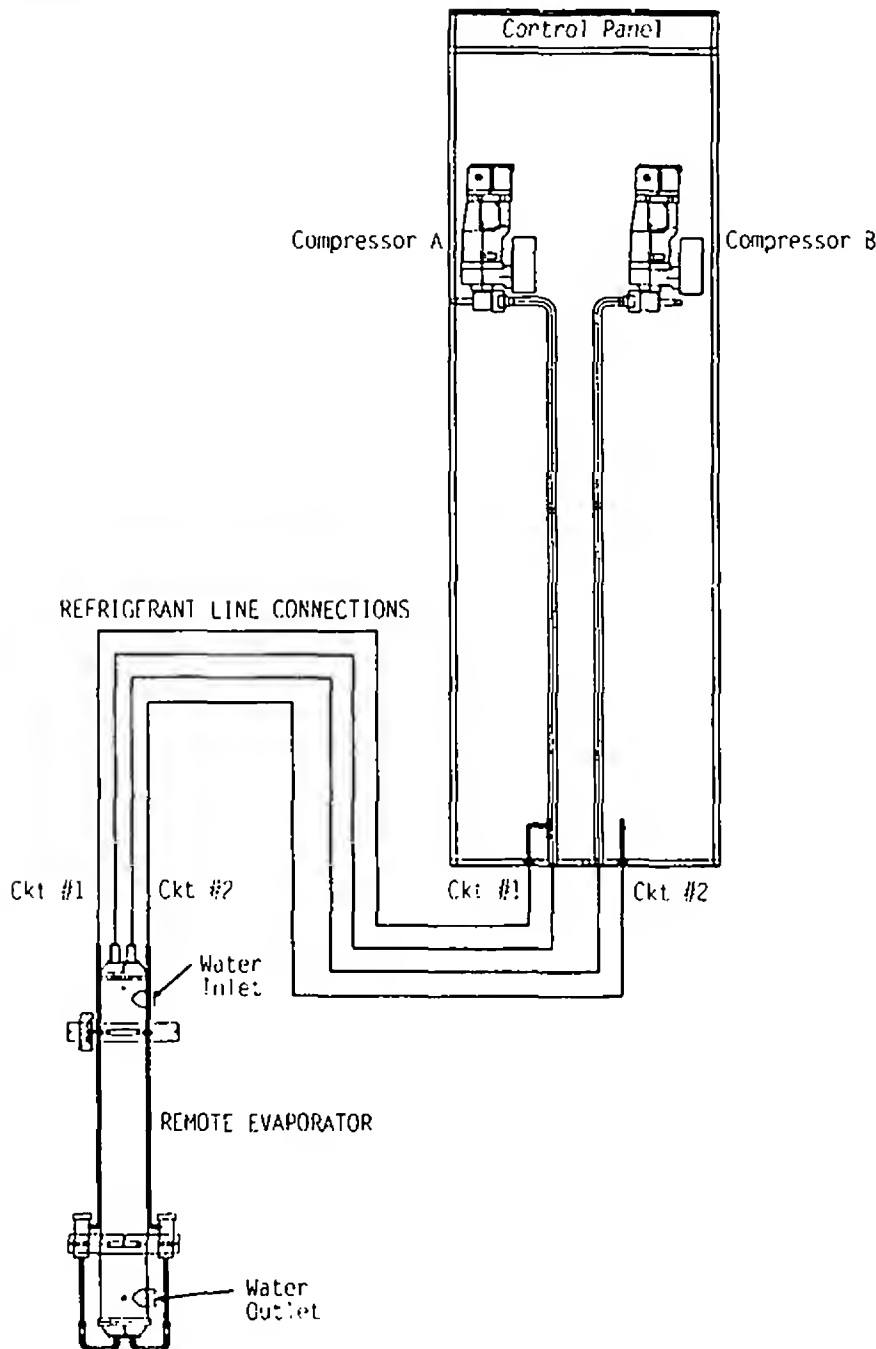 Control Panel
Compressor A
Compressor B
REFRIGERANT LINE CONNECTIONS
Ckt #1
Ckt #2
Ckt #1
Ckt #2
Water
Inlet
REMOTE EVAPORATOR
Water
Outlet